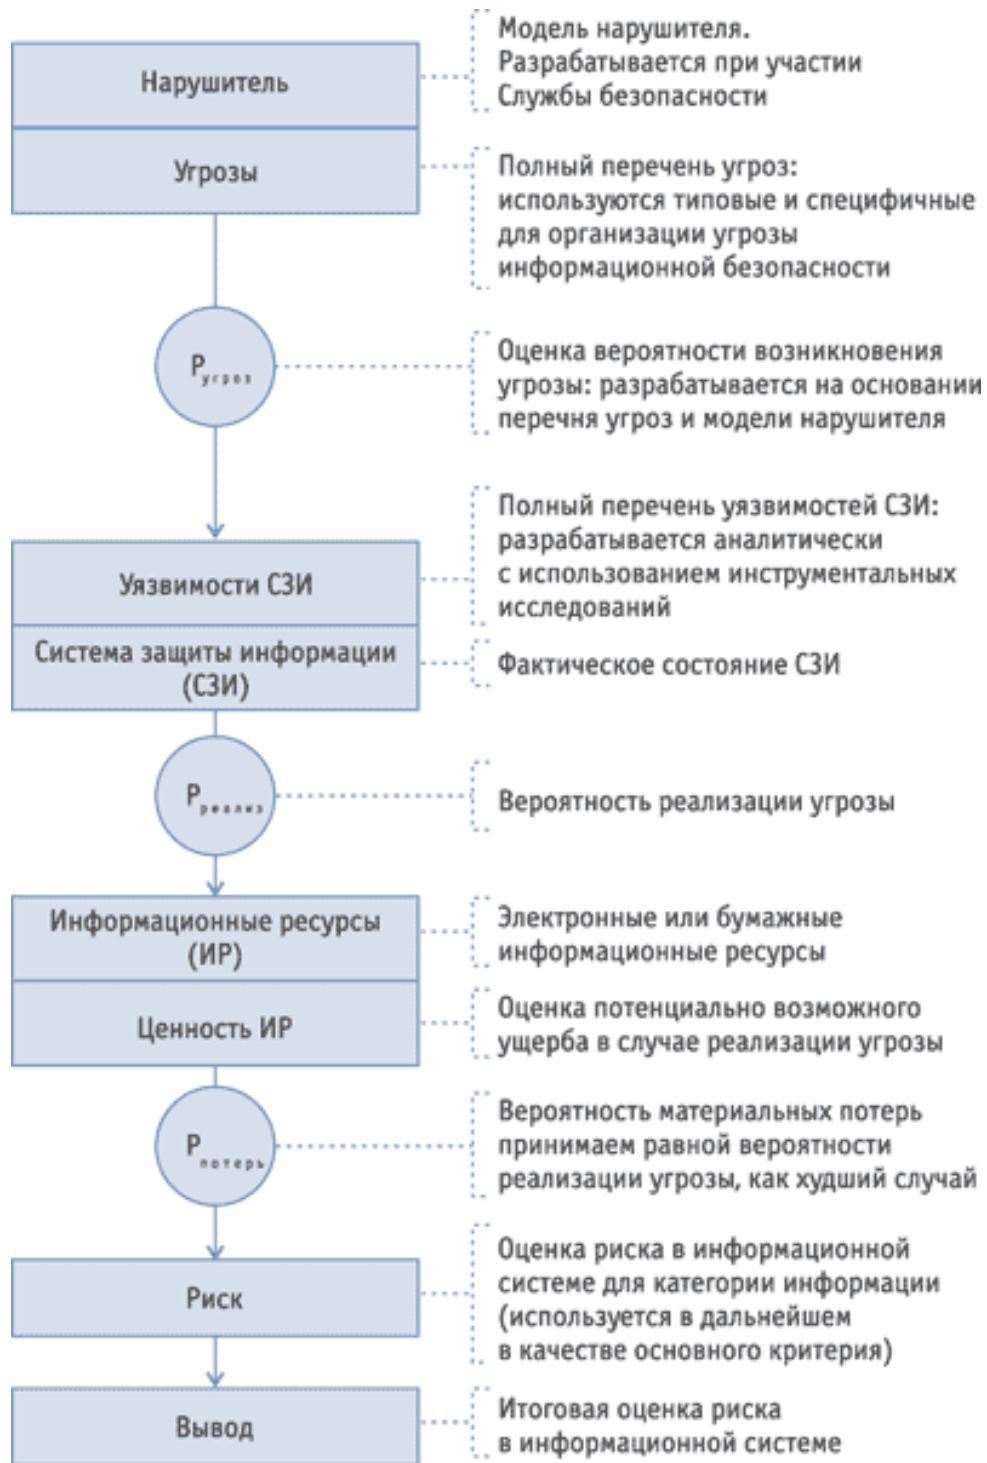 Нарушитель
Модель нарушителя.
Разрабатывается при участии
Службы безопасности
Угрозы
Полный перечень угроз:
используются типовые и специфичные
для организации угрозы
информационной безопасности
Pугроз
Оценка вероятности возникновения
угрозы: разрабатывается на основании
перечня угроз и модели нарушителя
Уязвимости СЗИ
Полный перечень уязвимостей СЗИ:
разрабатывается аналитически
с использованием инструментальных
исследований
Система защиты информации
(СЗИ)
Фактическое состояние СЗИ
Pреализ
Вероятность реализации угрозы
Информационные ресурсы
(ИР)
Электронные или бумажные
информационные ресурсы
Ценность ИР
Оценка потенциально возможного
ущерба в случае реализации угрозы
Pпотерь
Вероятность материальных потерь
принимаем равной вероятности
реализации угрозы, как худший случай
Риск
Оценка риска в информационной
системе для категории информации
(используется в дальнейшем
в качестве основного критерия)
Вывод
Итоговая оценка риска
в информационной системе